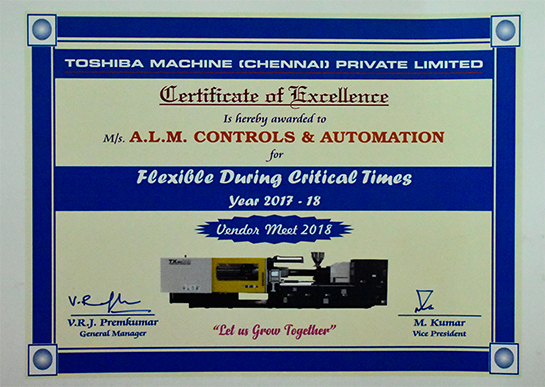 TOSHIBA MACHINE (CHENNAI) PRIVATE LIMITED
Certificate of Excellence
Is hereby awarded to
M/s. A.L.M. CONTROLS & AUTOMATION
for
Flexible During Critical Times
Year 2017 - 18
Vendor Meet 2018
V.R.J. Premkumar
General Manager
"Let us Grow Together"
M. Kumar
Vice President